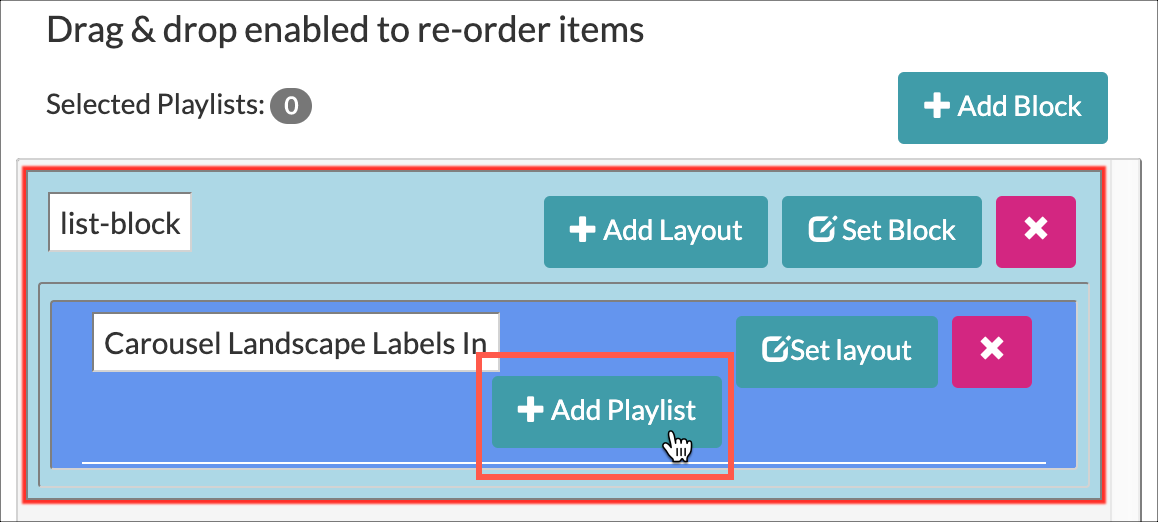 Drag & drop enabled to re-order items
Selected Playlists: 0
Add Block
list-block
Add Layout
Set Block
Carousel Landscape Labels In
Set layout
Add Playlist